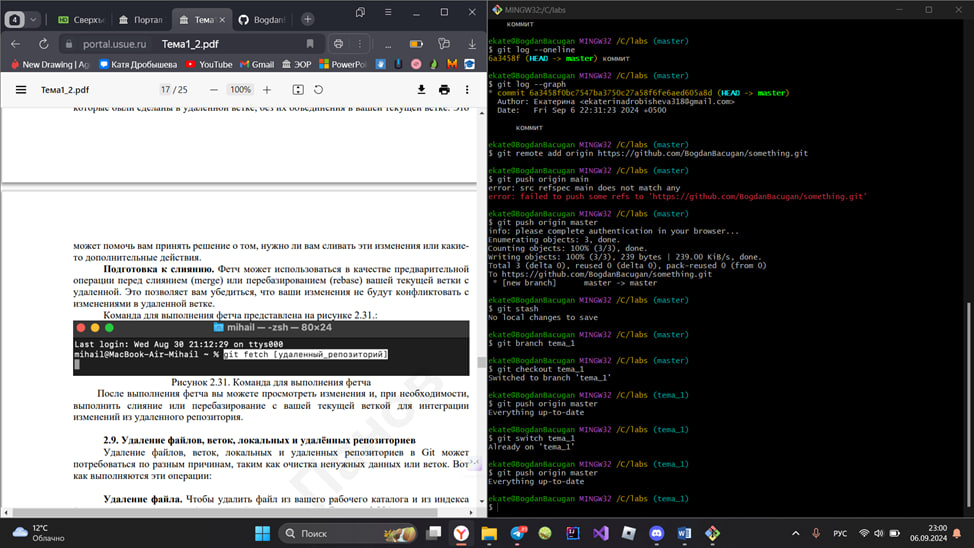 4
Сверхъ
Портал
Тема1
Bogdan
portal.usue.ru
Тема1_2.pdf
New Drawing | Ag
Катя Дробышева
YouTube
Gmail
ЭОР
PowerPoi
Тема1_2.pdf
17 / 25
100%
которые были сделаны в удаленной ветке, без их объединения в вашей текущей ветке. Это
может помочь вам принять решение о том, нужно ли вам сливать эти изменения или какие-
то дополнительные действия.
Подготовка к слиянию. Фетч может использоваться в качестве предварительной
операции перед слиянием (merge) или перебазированием (rebase) вашей текущей ветки с
удаленной. Это позволяет вам убедиться, что ваши изменения не будут конфликтовать с
изменениями в удаленной ветке.
Команда для выполнения фетча представлена на рисунке 2.31.:
mihail — -zsh — 80×24
Last login: Wed Aug 30 21:12:29 on ttys000
mihail@MacBook-Air-Mihail ~ % git fetch [удаленный_репозиторий]
Рисунок 2.31. Команда для выполнения фетча
После выполнения фетча вы можете просмотреть изменения и, при необходимости,
выполнить слияние или перебазирование с вашей текущей веткой для интеграции
изменений из удаленного репозитория.
2.9. Удаление файлов, веток, локальных и удалённых репозиториев
Удаление файлов, веток, локальных и удаленных репозиториев в Git может
потребоваться по разным причинам, таким как очистка ненужных данных или веток. Вот
как выполняются эти операции:
Удаление файла. Чтобы удалить файл из вашего рабочего каталога и из индекса
MINGW32:/C/labs
коммит
ekate@BogdanBacugan MINGW32 /C/labs (master)
$ git log --oneline
6a3458f (HEAD -> master) коммит
ekate@BogdanBacugan MINGW32 /C/labs (master)
$ git log --graph
* commit 6a3458f0bc7547ba3750c27a58f6fe6aed605a8d (HEAD -> master)
Author: Екатерина <ekaterinadrobisheva318@gmail.com>
Date: Fri Sep 6 22:31:23 2024 +0500
коммит
ekate@BogdanBacugan MINGW32 /C/labs (master)
$ git remote add origin https://github.com/BogdanBacugan/something.git
ekate@BogdanBacugan MINGW32 /C/labs (master)
$ git push origin main
error: src refspec main does not match any
error: failed to push some refs to 'https://github.com/BogdanBacugan/something.git'
ekate@BogdanBacugan MINGW32 /C/labs (master)
$ git push origin master
info: please complete authentication in your browser...
Enumerating objects: 3, done.
Counting objects: 100% (3/3), done.
Writing objects: 100% (3/3), 239 bytes | 239.00 KiB/s, done.
Total 3 (delta 0), reused 0 (delta 0), pack-reused 0 (from 0)
To https://github.com/BogdanBacugan/something.git
* [new branch] master -> master
ekate@BogdanBacugan MINGW32 /C/labs (master)
$ git stash
No local changes to save
ekate@BogdanBacugan MINGW32 /C/labs (master)
$ git branch tema_1
ekate@BogdanBacugan MINGW32 /C/labs (master)
$ git checkout tema_1
Switched to branch 'tema_1'
ekate@BogdanBacugan MINGW32 /C/labs (tema_1)
$ git push origin master
Everything up-to-date
ekate@BogdanBacugan MINGW32 /C/labs (tema_1)
$ git switch tema_1
Already on 'tema_1'
ekate@BogdanBacugan MINGW32 /C/labs (tema_1)
$ git push origin master
Everything up-to-date
ekate@BogdanBacugan MINGW32 /C/labs (tema_1)
$
12°C
Облачно
Поиск
РУС
23:00
06.09.2024